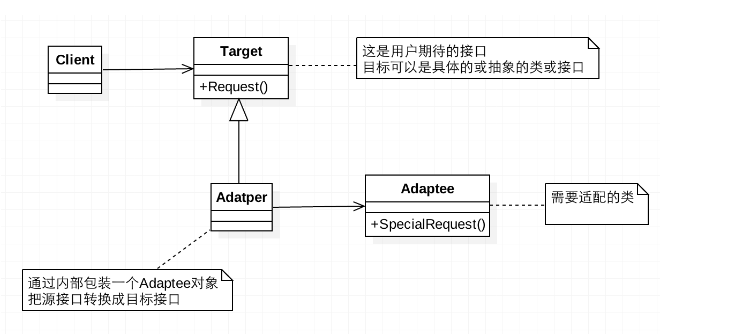 Client
Target
+Request()
这是用户期待的接口
目标可以是具体的或抽象的类或接口
Adatper
Adaptee
+SpecialRequest()
需要适配的类
通过内部包装一个Adaptee对象
把源接口转换成目标接口